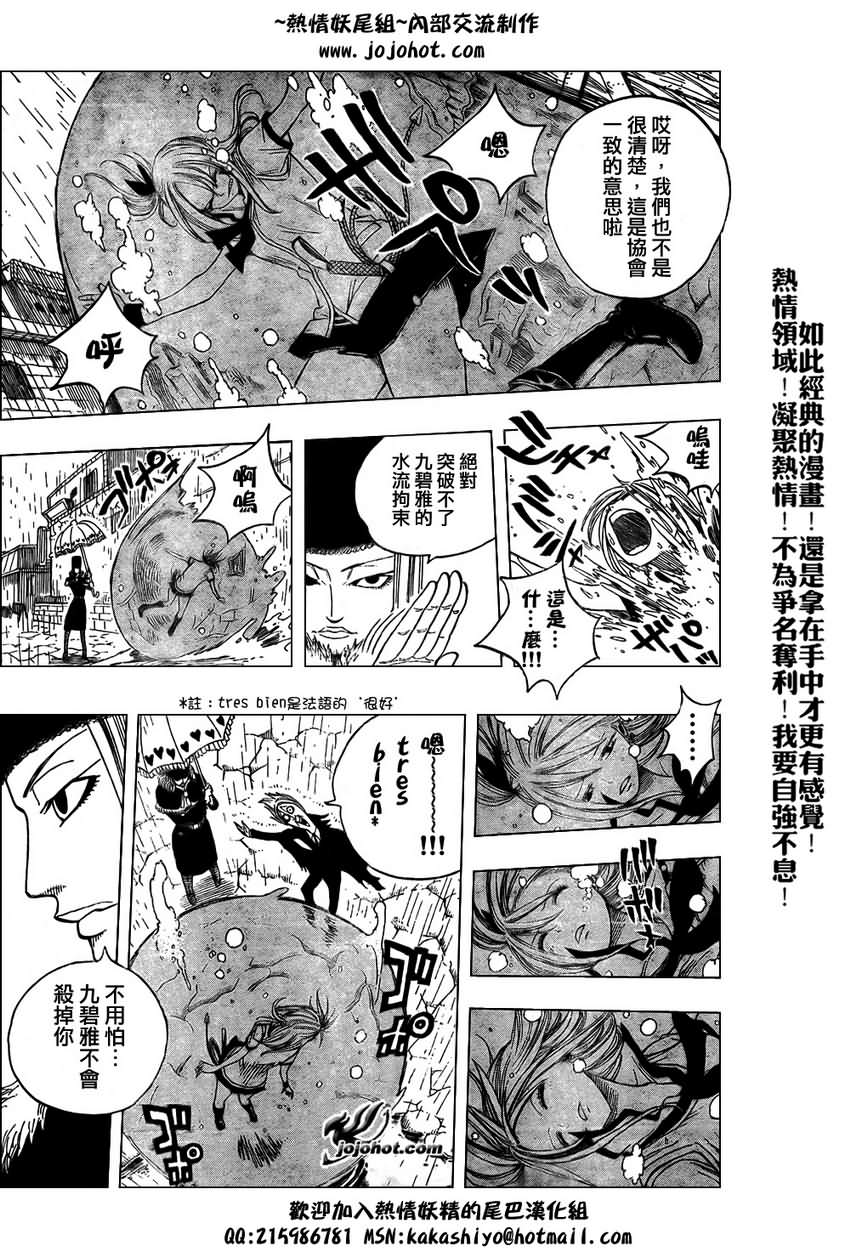 ~熱情妖尾組~內部交流制作
www.jojohot.com
哎呀，我們也不是
很清楚，這是協會
一致的意思啦
嗯
呼
嗚哇
這是…
什…麼!!!
絕對
突破不了
九碧雅的
水流拘束
啊嗚
ゴボボ
*註：tres bien是法語的“很好”
……
嗯~~~!!!
tres
bien*
不用怕…
九碧雅不會
殺掉你
jojohot.com
如此經典的漫畫！還是拿在手中才更有感覺！
熱情領域！凝聚熱情！不為爭名奪利！我要自強不息！
歡迎加入熱情妖精的尾巴漢化組
QQ:215986781 MSN:kakashiyo@hotmail.com